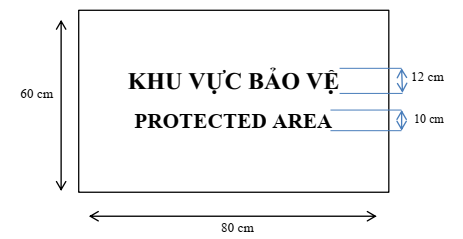 KHU VỰC BẢO VỆ
12 cm
60 cm
PROTECTED AREA
10 cm
80 cm